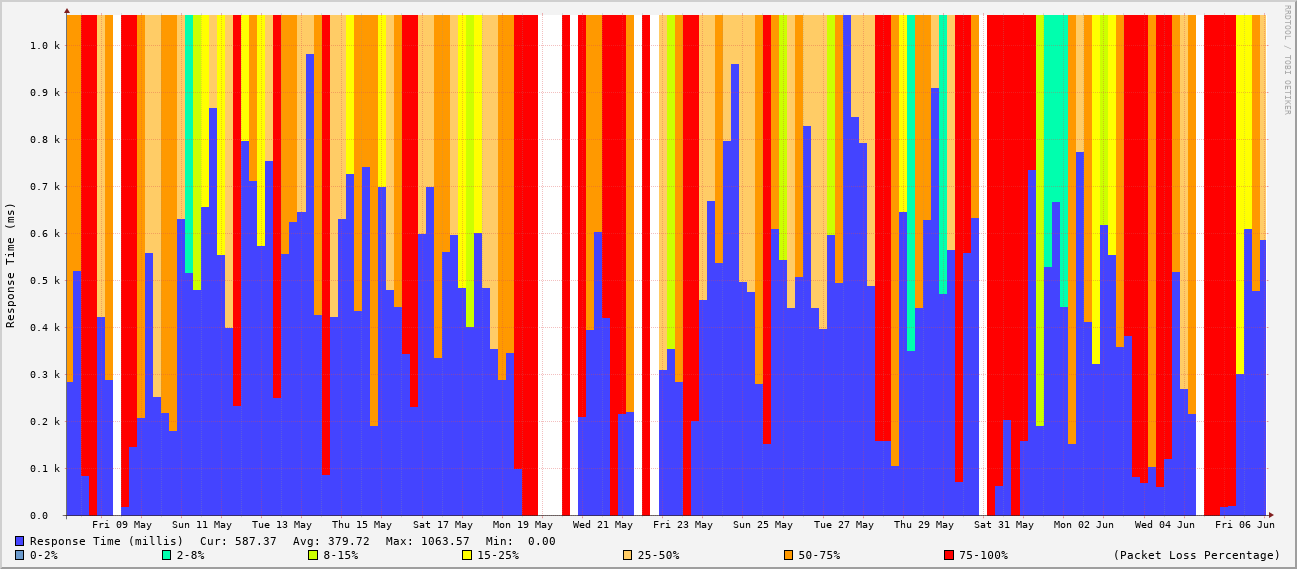 RRDTOOL / TOBI OETIKER
Response Time (ms)
1.0 k
0.9 k
0.8 k
0.7 k
0.6 k
0.5 k
0.4 k
0.3 k
0.2 k
0.1 k
0.0
Fri 09 May Sun 11 May Tue 13 May Thu 15 May Sat 17 May Mon 19 May Wed 21 May Fri 23 May Sun 25 May Tue 27 May Thu 29 May Sat 31 May Mon 02 Jun Wed 04 Jun Fri 06 Jun
Response Time (millis) Cur: 587.37 Avg: 379.72 Max: 1063.57 Min: 0.00
0-2% 2-8% 8-15% 15-25% 25-50% 50-75% 75-100% (Packet Loss Percentage)